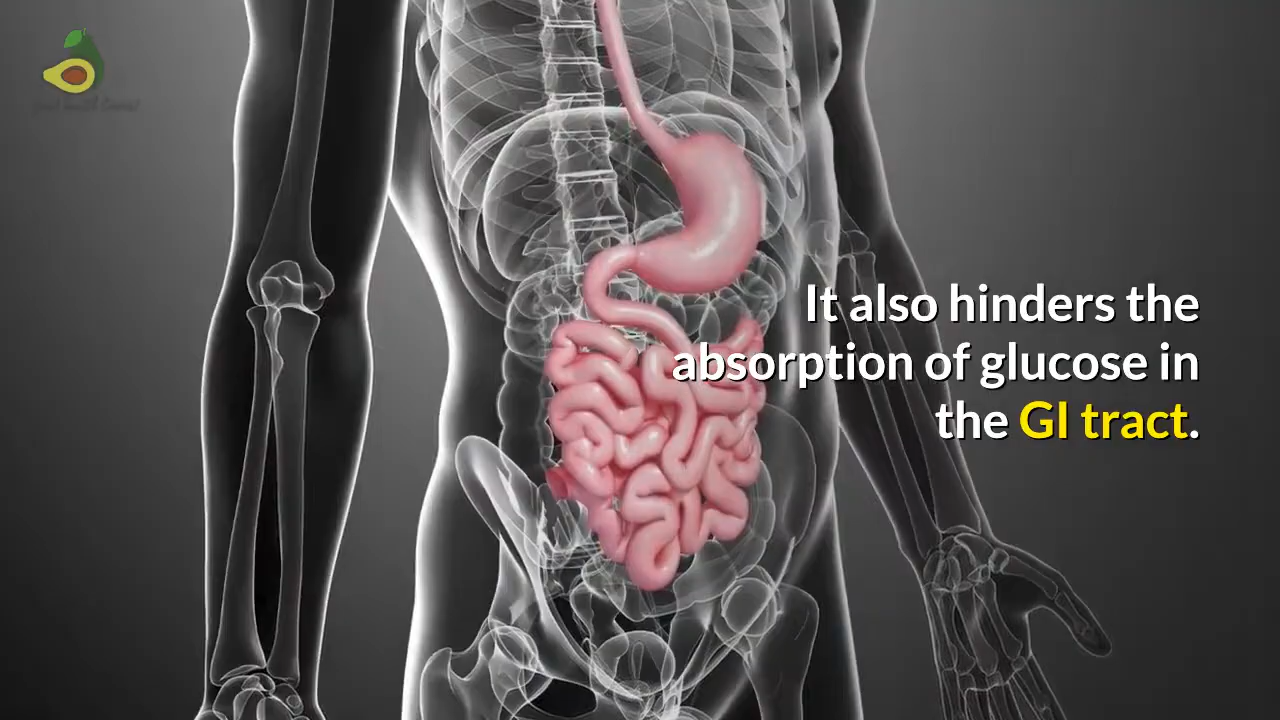 It also hinders the
absorption of glucose in
the GI tract.